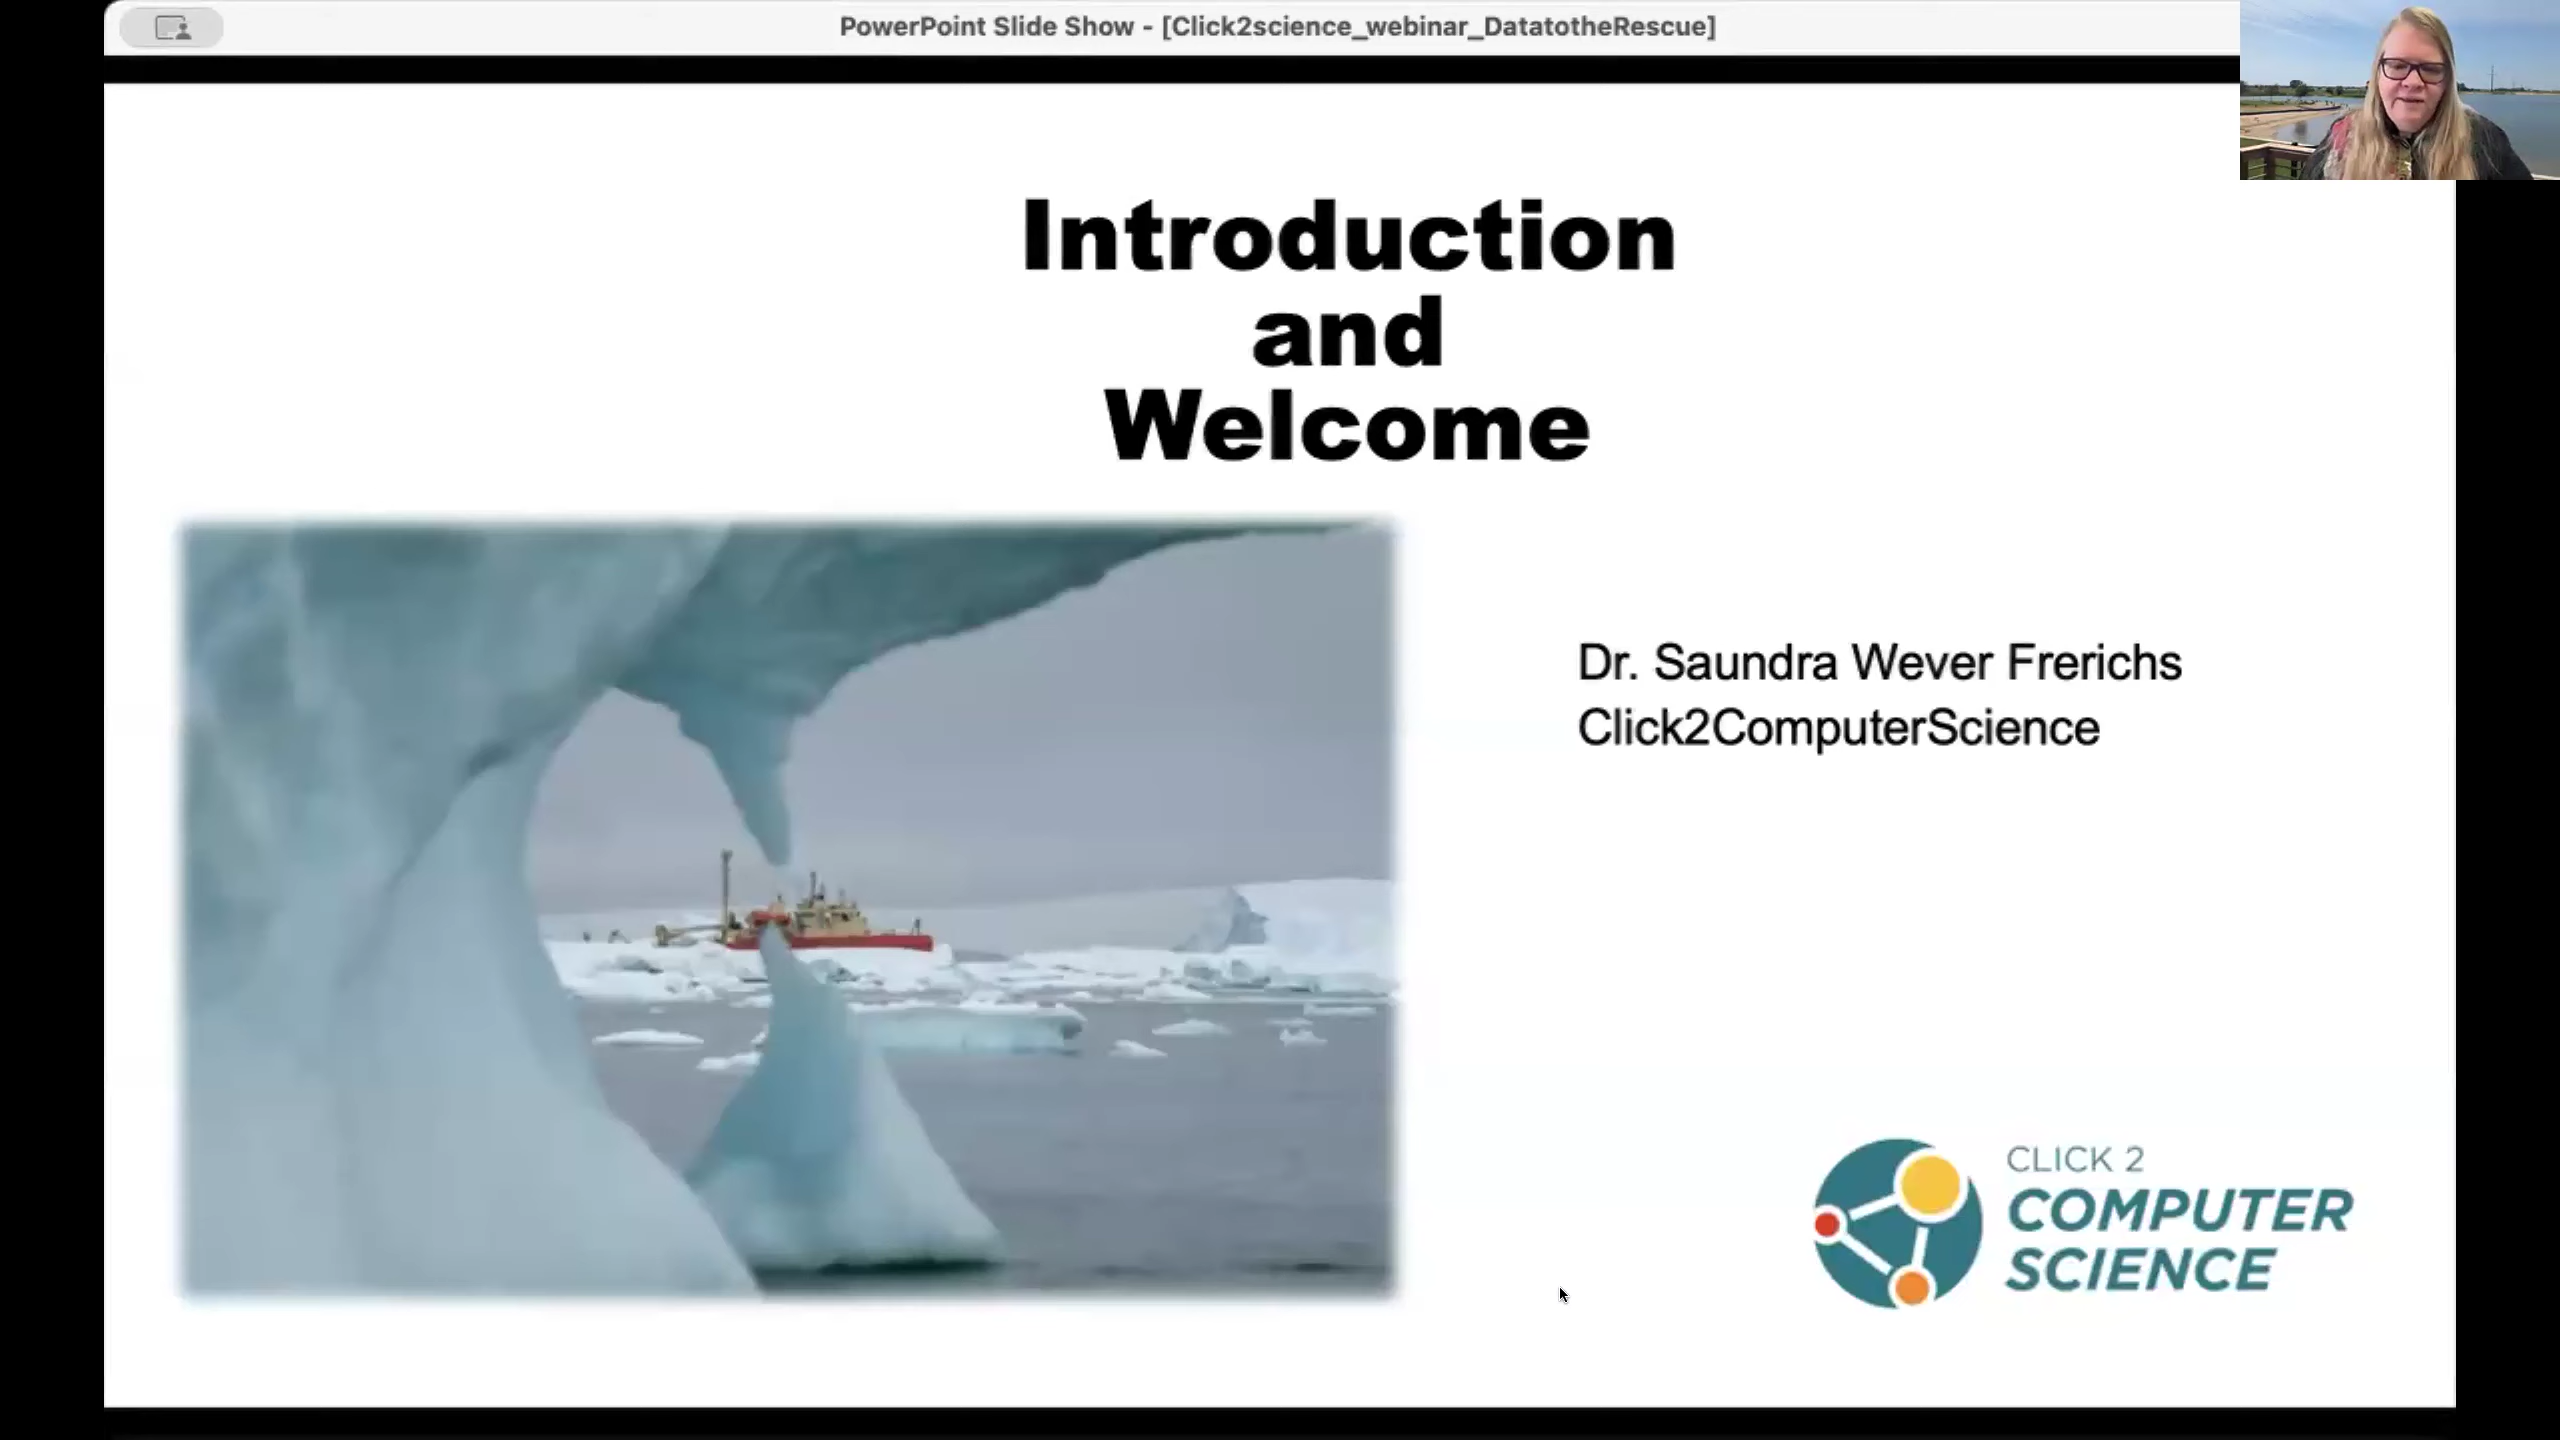 PowerPoint Slide Show - [Click2science_webinar_DatatotheRescue]
Introduction
and
Welcome
Dr. Saundra Wever Frerichs
Click2ComputerScience
CLICK 2
COMPUTER
SCIENCE